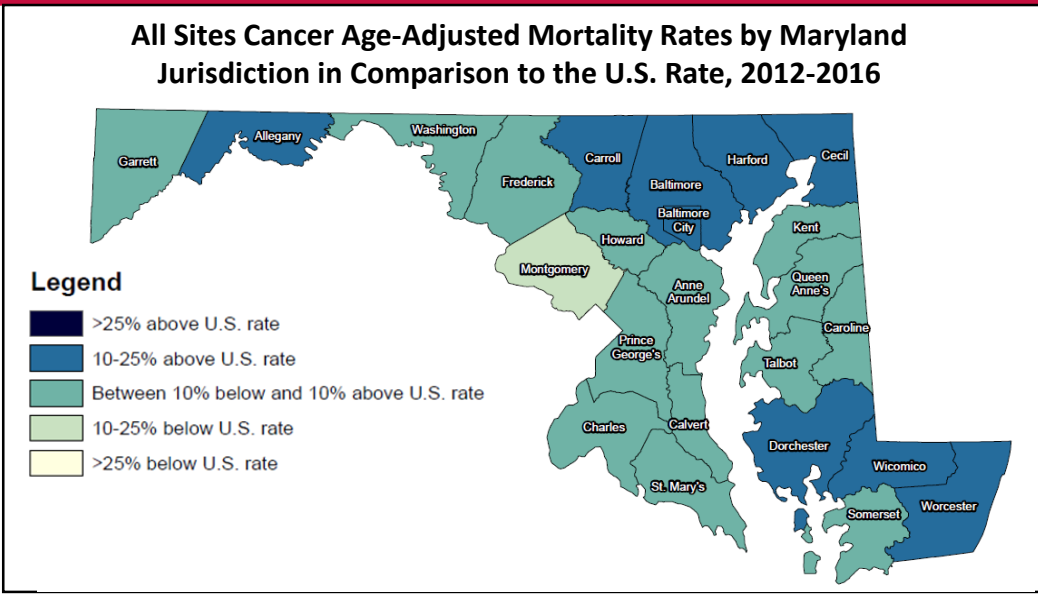 All Sites Cancer Age-Adjusted Mortality Rates by Maryland
Jurisdiction in Comparison to the U.S. Rate, 2012-2016
Garrett
Allegany
Washington
Frederick
Carroll
Baltimore
Baltimore
City
Harford
Cecil
Howard
Montgomery
Anne
Arundel
Prince
George's
Kent
Queen
Anne's
Caroline
Talbot
Charles
Calvert
St. Mary's
Dorchester
Wicomico
Somerset
Worcester
Legend
>25% above U.S. rate
10-25% above U.S. rate
Between 10% below and 10% above U.S. rate
10-25% below U.S. rate
>25% below U.S. rate